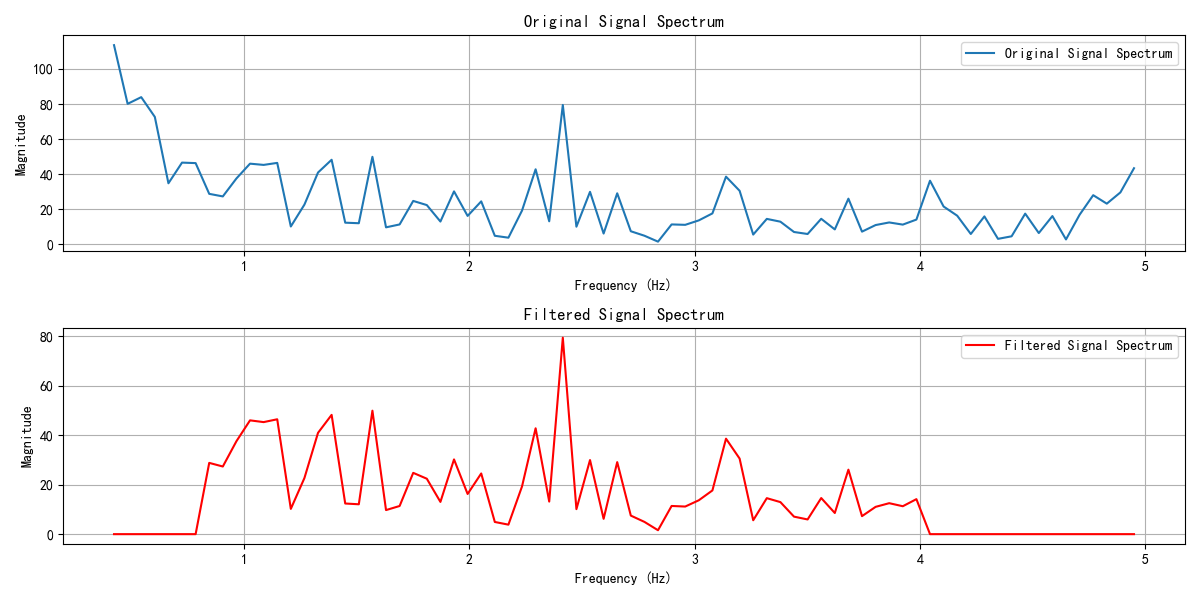 Original Signal Spectrum
Original Signal Spectrum
Magnitude
100
80
60
40
20
0
1 2 3 4 5
Frequency (Hz)
Filtered Signal Spectrum
Filtered Signal Spectrum
Magnitude
80
60
40
20
0
1 2 3 4 5
Frequency (Hz)